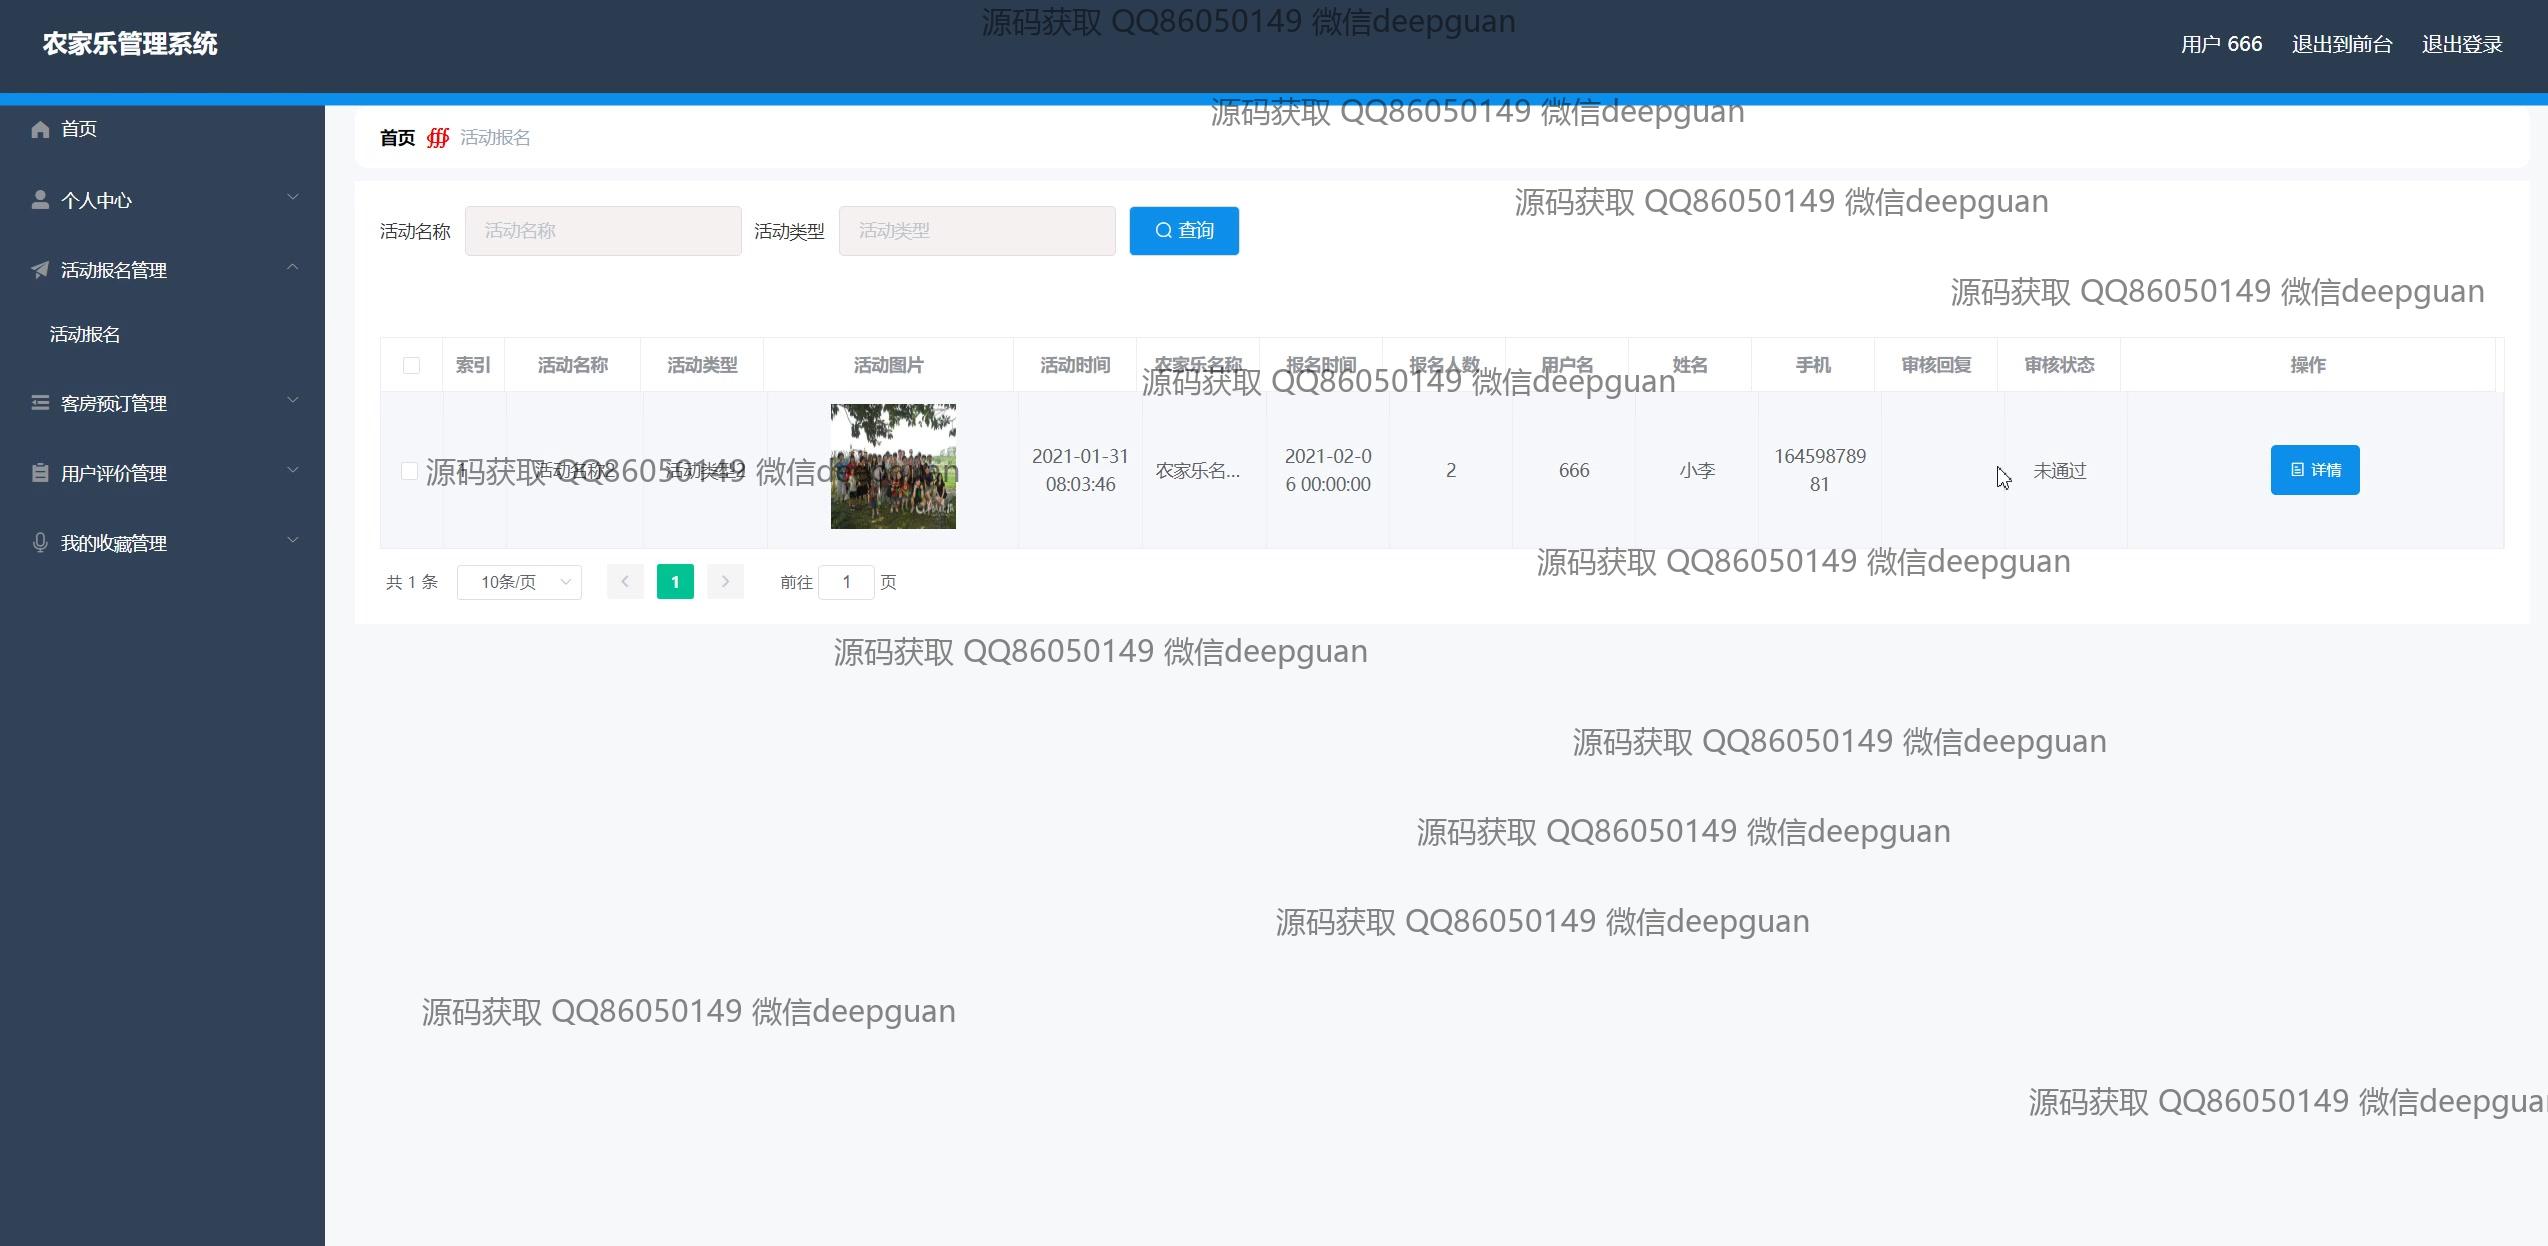 源码获取 QQ86050149 微信deepguan
农家乐管理系统
用户 666 退出到前台 退出登录
源码获取 QQ86050149 微信deepguan
首页
首页 活动报名
个人中心
源码获取 QQ86050149 微信deepguan
活动名称 活动名称 活动类型 活动类型 查询
活动报名管理
源码获取 QQ86050149 微信deepguan
活动报名
索引 活动名称 活动类型 活动图片 活动时间 农家乐名称 报名时间 报名人数 用户名 姓名 手机 审核回复 审核状态 操作
源码获取 QQ86050149 微信deepguan
客房预订管理
1 活动名称2 活动类型2 2021-01-31 08:03:46 农家乐名... 2021-02-06 00:00:00 2 666 小李 16459878981 未通过 详情
源码获取 QQ86050149 微信deepguan
用户评价管理
我的收藏管理
源码获取 QQ86050149 微信deepguan
共 1 条 10条/页 1 前往 1 页
源码获取 QQ86050149 微信deepguan
源码获取 QQ86050149 微信deepguan
源码获取 QQ86050149 微信deepguan
源码获取 QQ86050149 微信deepguan
源码获取 QQ86050149 微信deepguan
源码获取 QQ86050149 微信deepgua